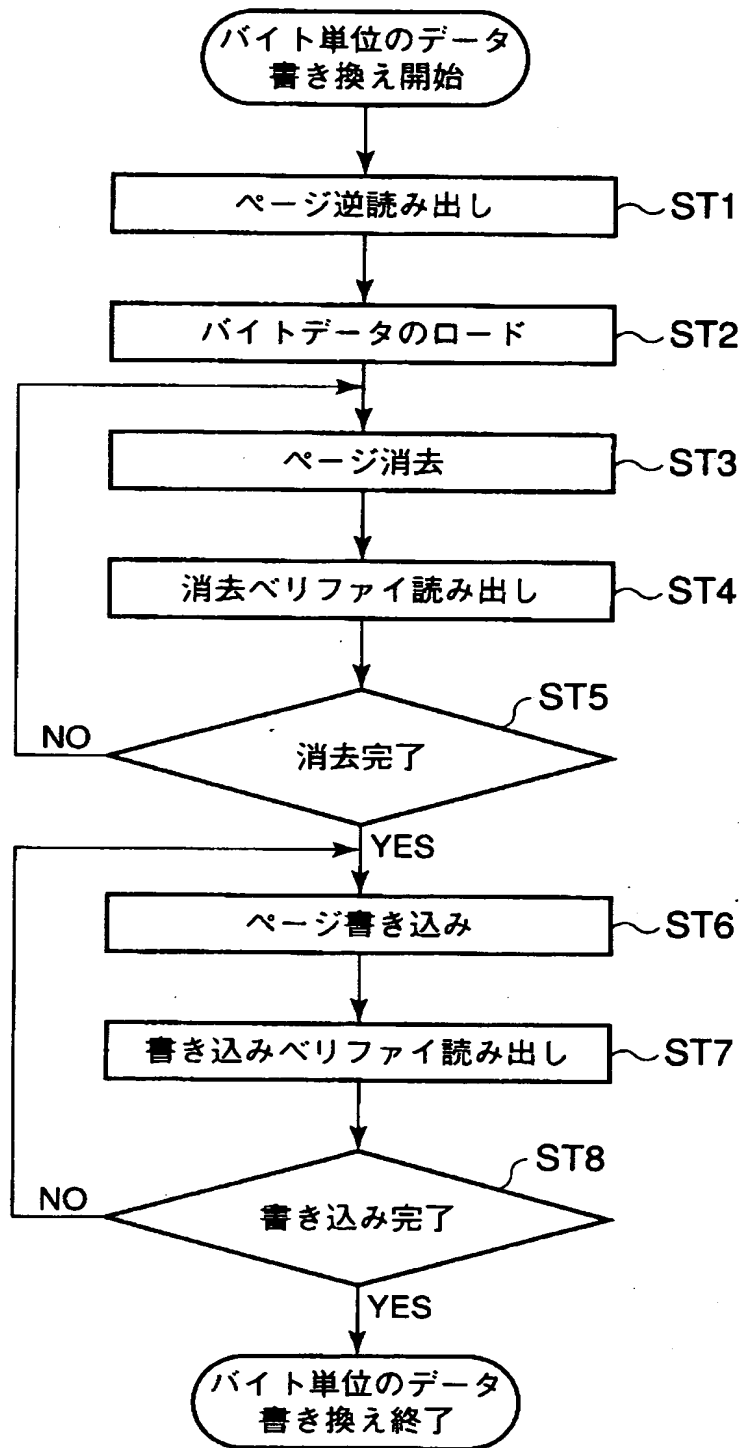 バイト単位のデータ
書き換え開始
ページ逆読み出し
ST1
バイトデータのロード
ST2
ページ消去
ST3
消去ベリファイ読み出し
ST4
ST5
NO
消去完了
YES
ページ書き込み
ST6
書き込みベリファイ読み出し
ST7
ST8
NO
書き込み完了
YES
バイト単位のデータ
書き換え終了